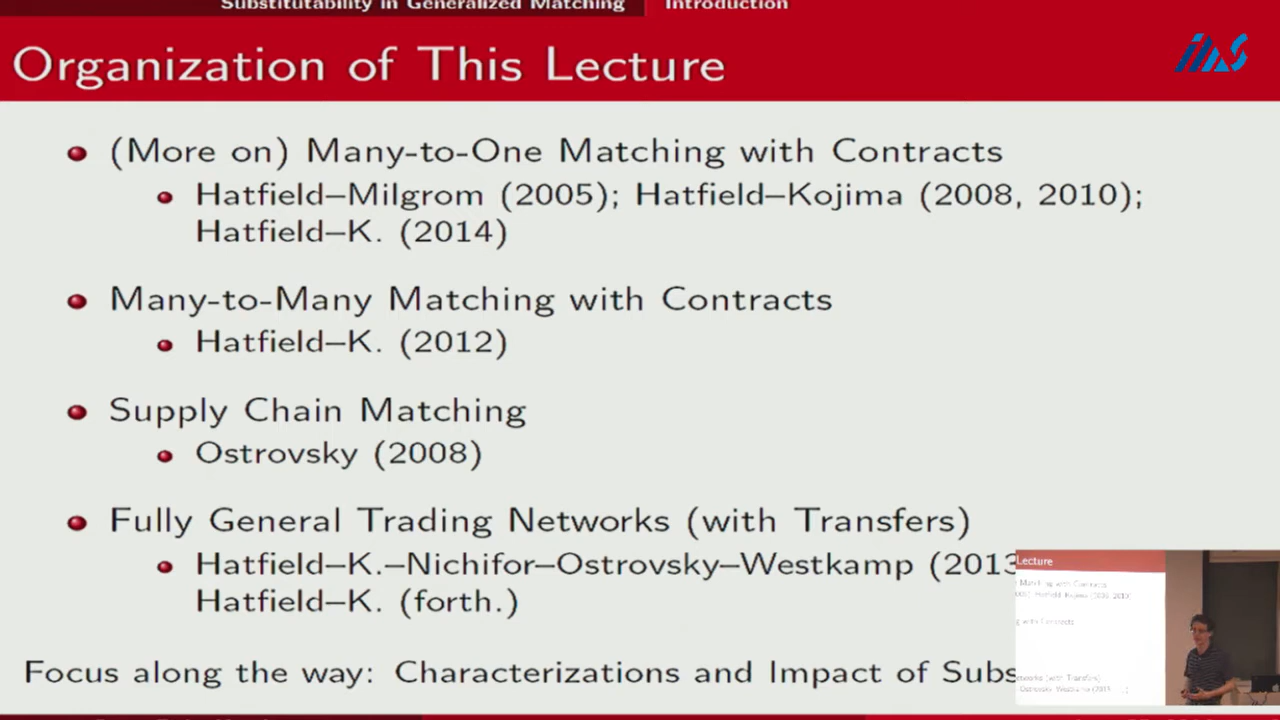 Substitutability in Generalized Matching Introduction
Organization of This Lecture
(More on) Many-to-One Matching with Contracts
Hatfield–Milgrom (2005); Hatfield–Kojima (2008, 2010);
Hatfield–K. (2014)
Many-to-Many Matching with Contracts
Hatfield–K. (2012)
Supply Chain Matching
Ostrovsky (2008)
Fully General Trading Networks (with Transfers)
Hatfield–K.–Nichifor–Ostrovsky–Westkamp (2013
Hatfield–K. (forth.)
Focus along the way: Characterizations and Impact of Subs
Lecture